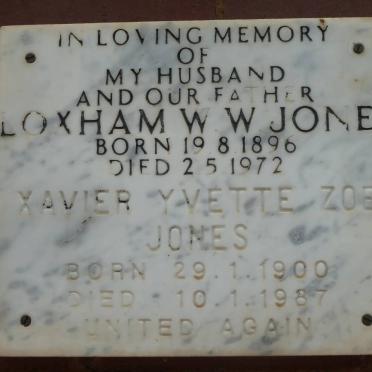 IN LOVING MEMORY
OF
MY HUSBAND
AND OUR FATHER
LOXHAM W W JONE
BORN 19 8 1896
DIED 2 5 1972
XAVIER YVETTE ZOE
JONES
BORN 29.1.1900
DIED 10.1.1987
UNITED AGAIN